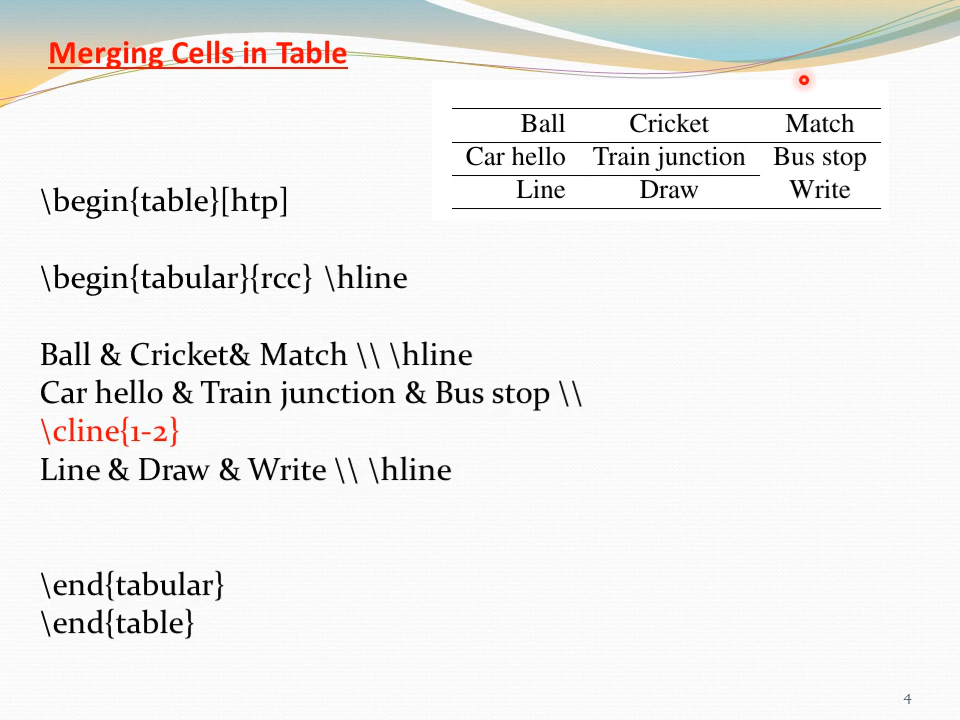 Merging Cells in Table
Ball Cricket Match
Car hello Train junction Bus stop
Line Draw Write
\begin{table}[htp]
\begin{tabular}{rcc} \hline
Ball & Cricket& Match \\ \hline
Car hello & Train junction & Bus stop \\
\cline{1-2}
Line & Draw & Write \\ \hline
\end{tabular}
\end{table}
4